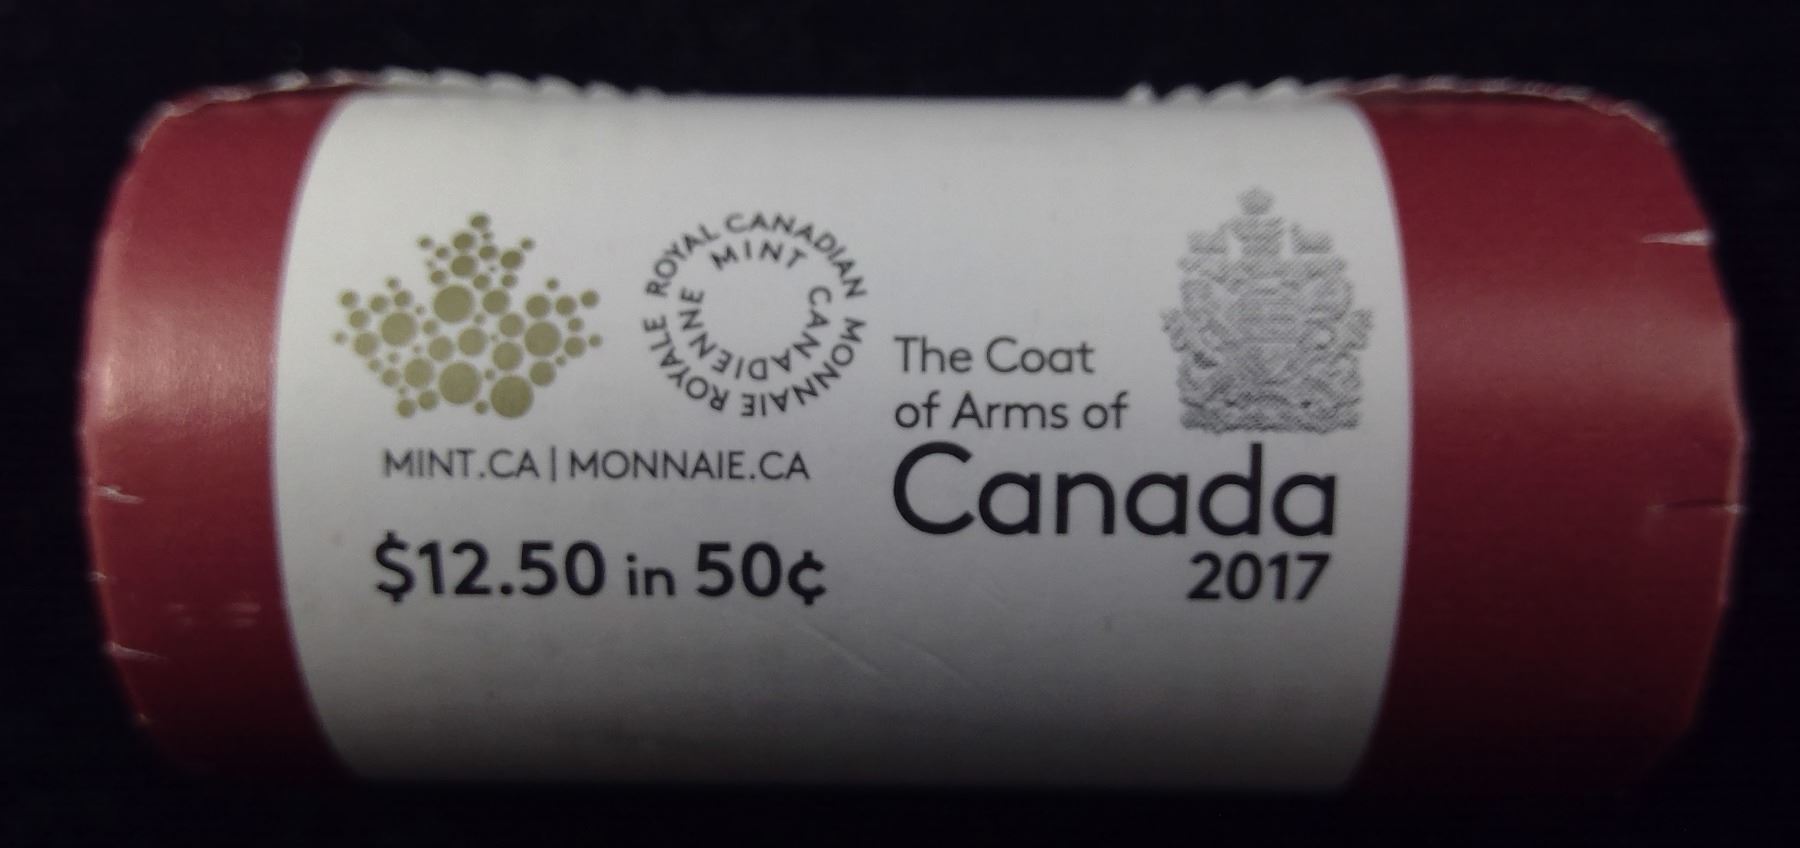 ROYAL CANADIAN MINT
MONNAIE ROYALE CANADIENNE
MINT.CA | MONNAIE.CA
$12.50 in 50¢
The Coat
of Arms of
Canada
2017